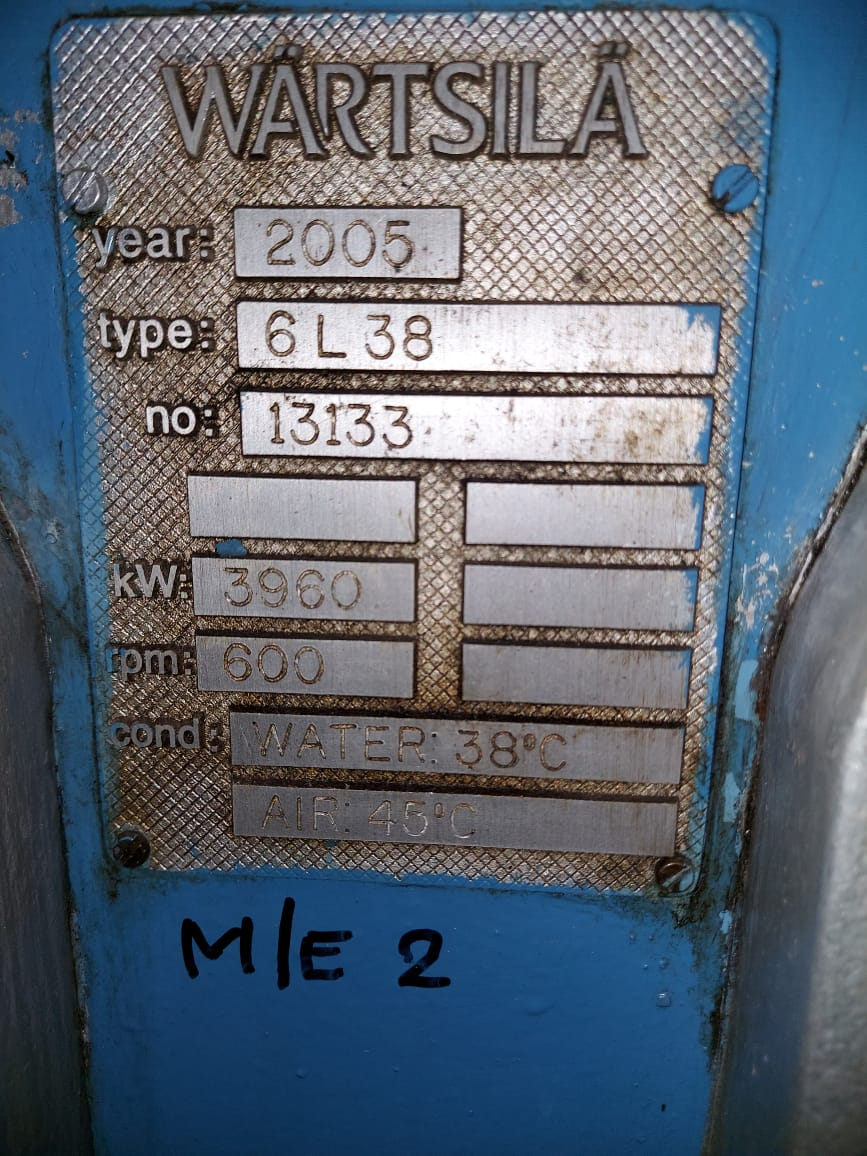 WÄRTSILÄ
year: 2005
type: 6 L 38
no: 13133
kW: 3960
rpm: 600
cond: WATER: 38°C
AIR: 45°C
M/E 2